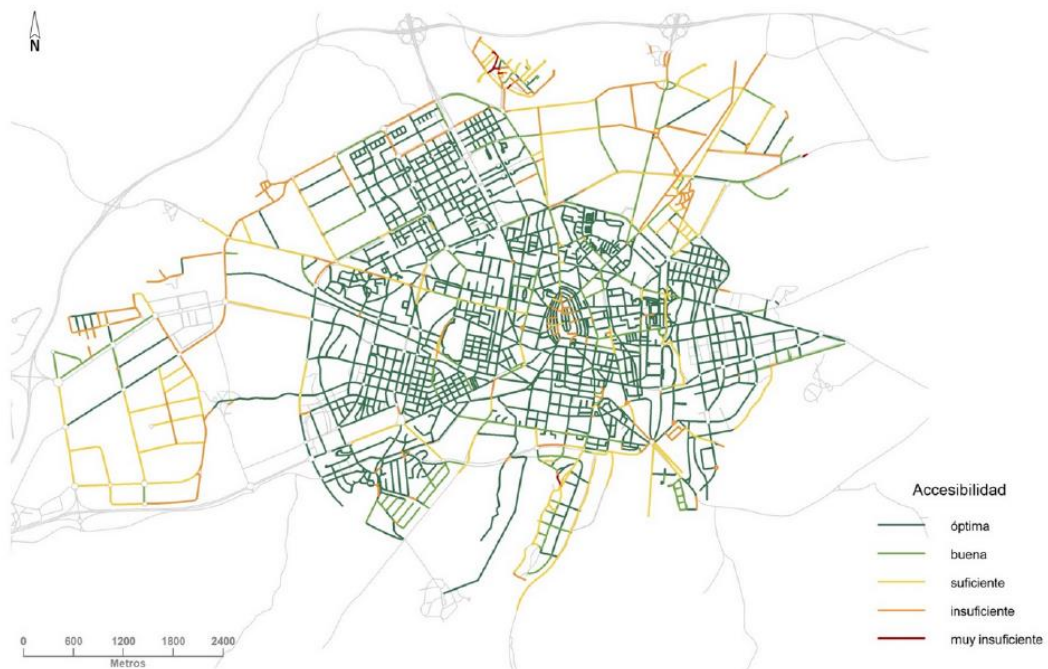 N
Accesibilidad
óptima
buena
suficiente
insuficiente
muy insuficiente
0 600 1200 1800 2400
Metros